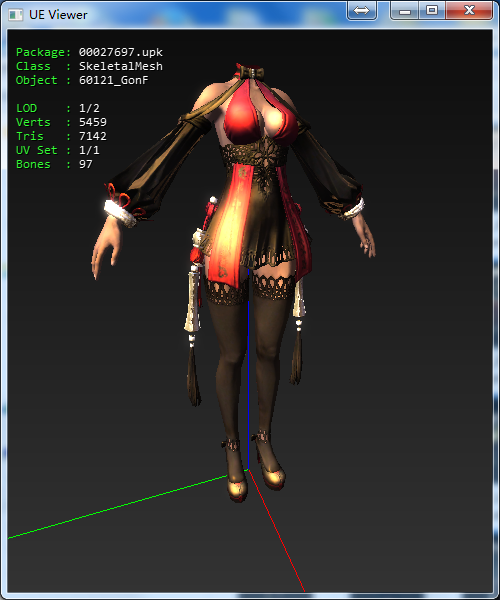 UE Viewer
Package: 00027697.upk
Class : SkeletalMesh
Object : 60121_GonF
LOD : 1/2
Verts : 5459
Tris : 7142
UV Set : 1/1
Bones : 97